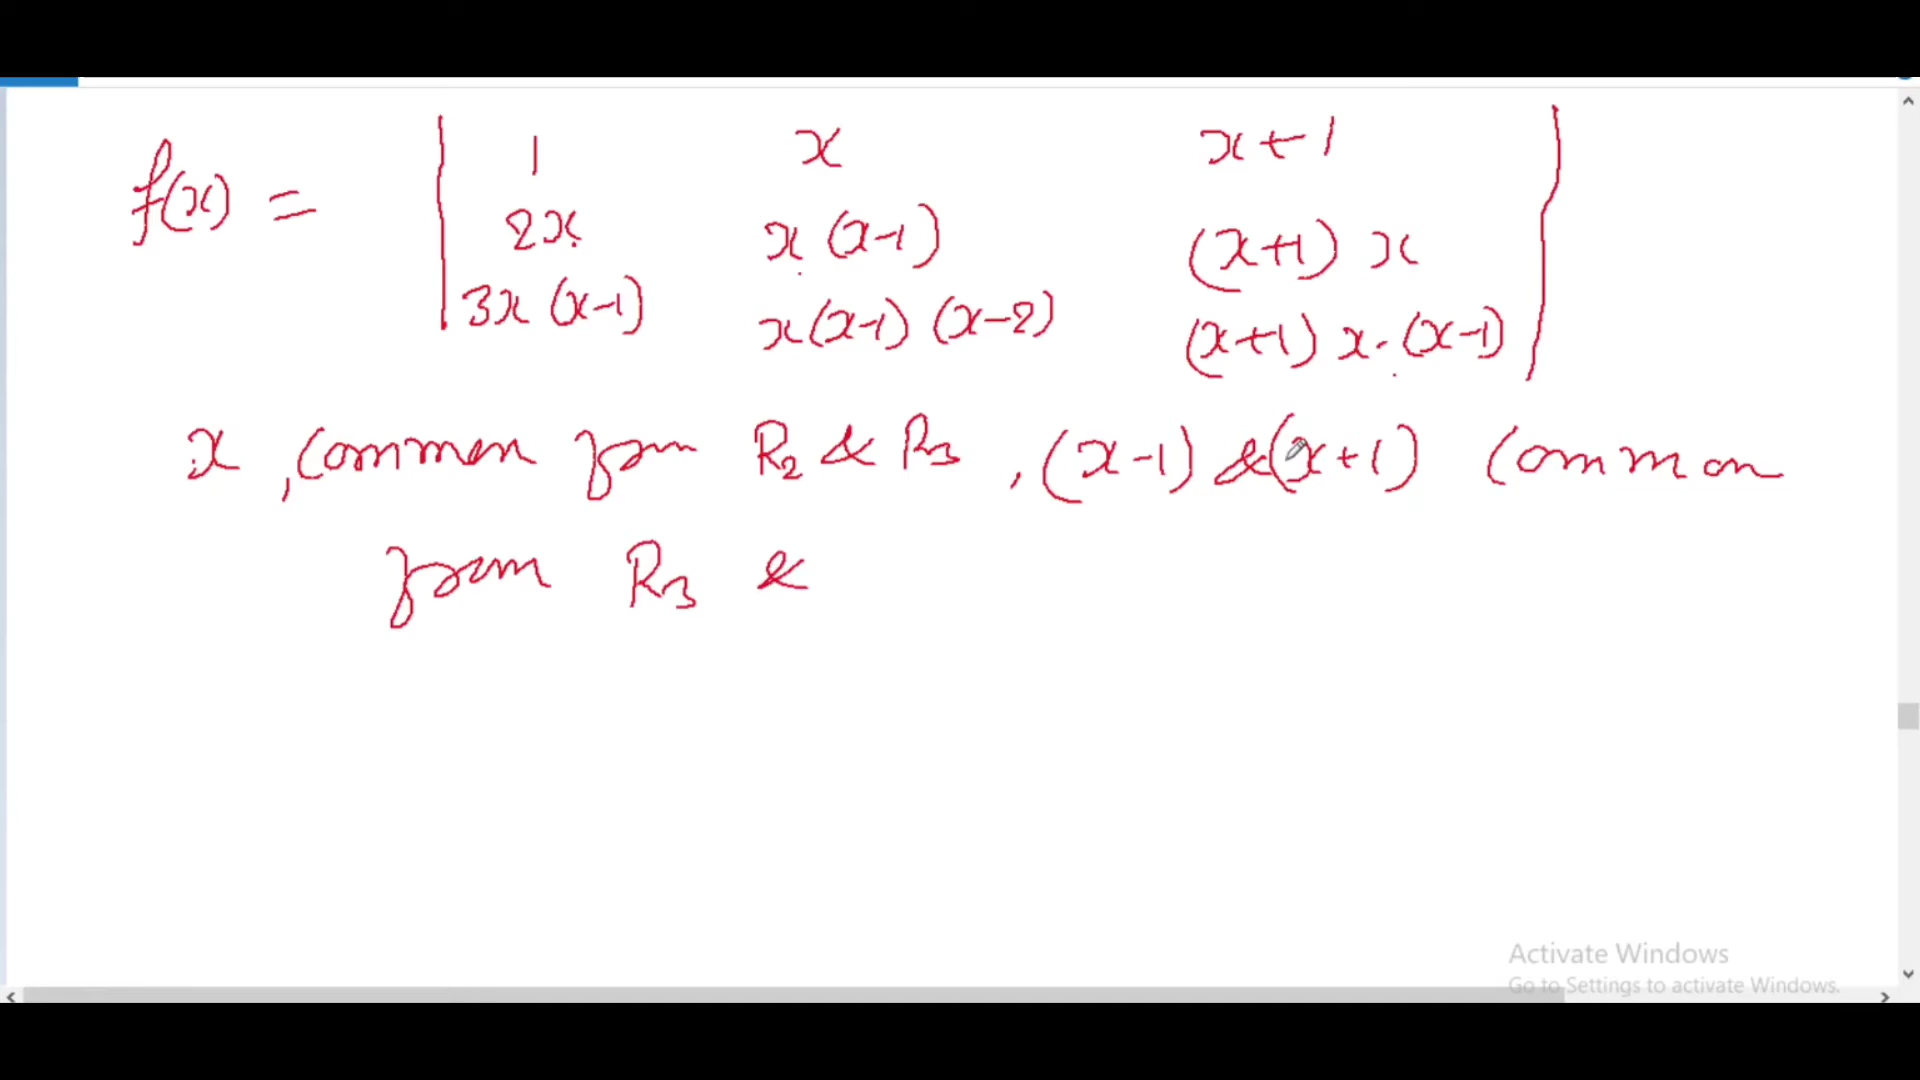 f(x) = | 1 x x+1 |
| 2x x(x-1) (x+1) x |
| 3x(x-1) x(x-1)(x-2) (x+1) x.(x-1) |
x, common from R2 & R3, (x-1) & (x+1) common
from R3 &
Activate Windows
Go to Settings to activate Windows.